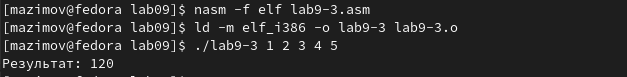 [mazimov@fedora lab09]$ nasm -f elf lab9-3.asm
[mazimov@fedora lab09]$ ld -m elf_i386 -o lab9-3 lab9-3.o
[mazimov@fedora lab09]$ ./lab9-3 1 2 3 4 5
Результат: 120